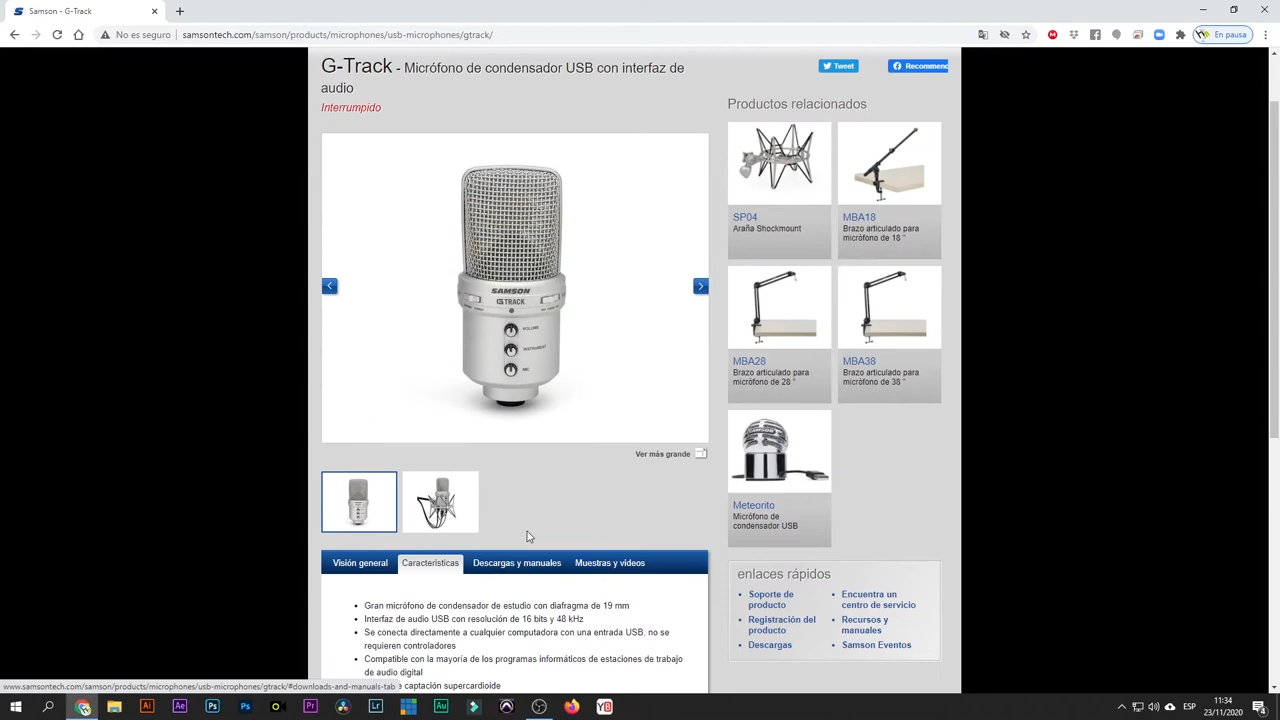 Samson - G-Track
No es seguro
samsontech.com/samson/products/microphones/usb-microphones/gtrack/
En pausa
G-Track - Micrófono de condensador USB con interfaz de
audio
Interrumpido
Tweet
Recommend
SAMSON
G TRACK
VOLUME
INSTRUMENT
MIC
Ver más grande
Productos relacionados
SP04
Araña Shockmount
MBA18
Brazo articulado para
micrófono de 18 "
MBA28
Brazo articulado para
micrófono de 28 "
MBA38
Brazo articulado para
micrófono de 38 "
Meteorito
Micrófono de
condensador USB
Visión general
Caracteristicas
Descargas y manuales
Muestras y videos
Gran micrófono de condensador de estudio con diafragma de 19 mm
Interfaz de audio USB con resolución de 16 bits y 48 kHz
Se conecta directamente a cualquier computadora con una entrada USB, no se
requieren controladores
Compatible con la mayoría de los programas informáticos de estaciones de trabajo
de audio digital
e captación supercardioide
enlaces rápidos
Soporte de
producto
Registración del
producto
Descargas
Encuentra un
centro de servicio
Recursos y
manuales
Samson Eventos
www.samsontech.com/samson/products/microphones/usb-microphones/gtrack/#downloads-and-manuals-tab
ESP
11:34
23/11/2020